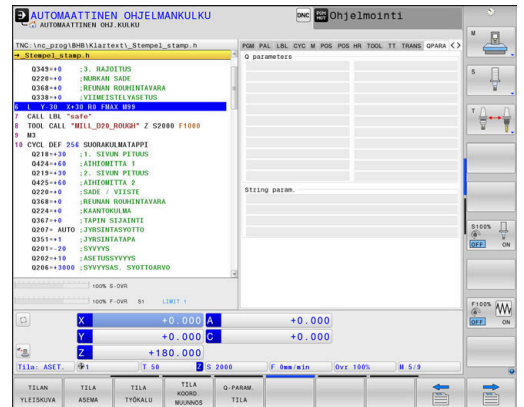 AUTOMAATTINEN OHJELMANKULKU
AUTOMAATTINEN OHJ.KULKU
DNC
Ohjelmointi
TNC:\nc_prog\BHB\Klartext\_Stempel_stamp.h
→_Stempel_stamp.h
PGM PAL LBL CYC M POS POS HR TOOL TT TRANS QPARA
Q parameters
Q349=+0 ;3. RAJOITUS
Q220=+0 ;NURKAN SADE
Q368=+0 ;REUNAN ROUHINTAVARA
Q338=+0 ;VIIMEISTELYASETUS
6 L Y-30 X+30 R0 FMAX M99
7 CALL LBL "safe"
8 TOOL CALL "MILL_D20_ROUGH" Z S2000 F1000
9 M3
10 CYCL DEF 256 SUORAKULMATAPPI
Q218=+30 ;1. SIVUN PITUUS
Q424=+60 ;AIHIOMITTA 1
Q219=+30 ;2. SIVUN PITUUS
Q425=+60 ;AIHIOMITTA 2
Q220=+0 ;SADE / VIISTE
Q368=+0 ;REUNAN ROUHINTAVARA
Q224=+0 ;KAANTOKULMA
Q367=+0 ;TAPIN SIJAINTI
Q207= AUTO ;JYRSINTASYOTTO
Q351=+1 ;JYRSINTATAPA
Q201=-20 ;SYVYYS
Q202=+10 ;ASETUSSYVYYS
Q206=+3000 ;SYVYYSAS. SYOTTOARVO
String param.
100% S-OVR
100% F-OVR S1 LIMIT 1
X +0.000 A +0.000
Y +0.000 C +0.000
Z +180.000
Tila: ASET. 1 T 50 Z S 2000 F 0mm/min Ovr 100% M 5/9
M
S
T
S100%
OFF ON
F100%
OFF ON
TILAN YLEISKUVA
TILA ASEMA
TILA TYÖKALU
TILA KOORD. MUUNNOS
Q-PARAM. TILA